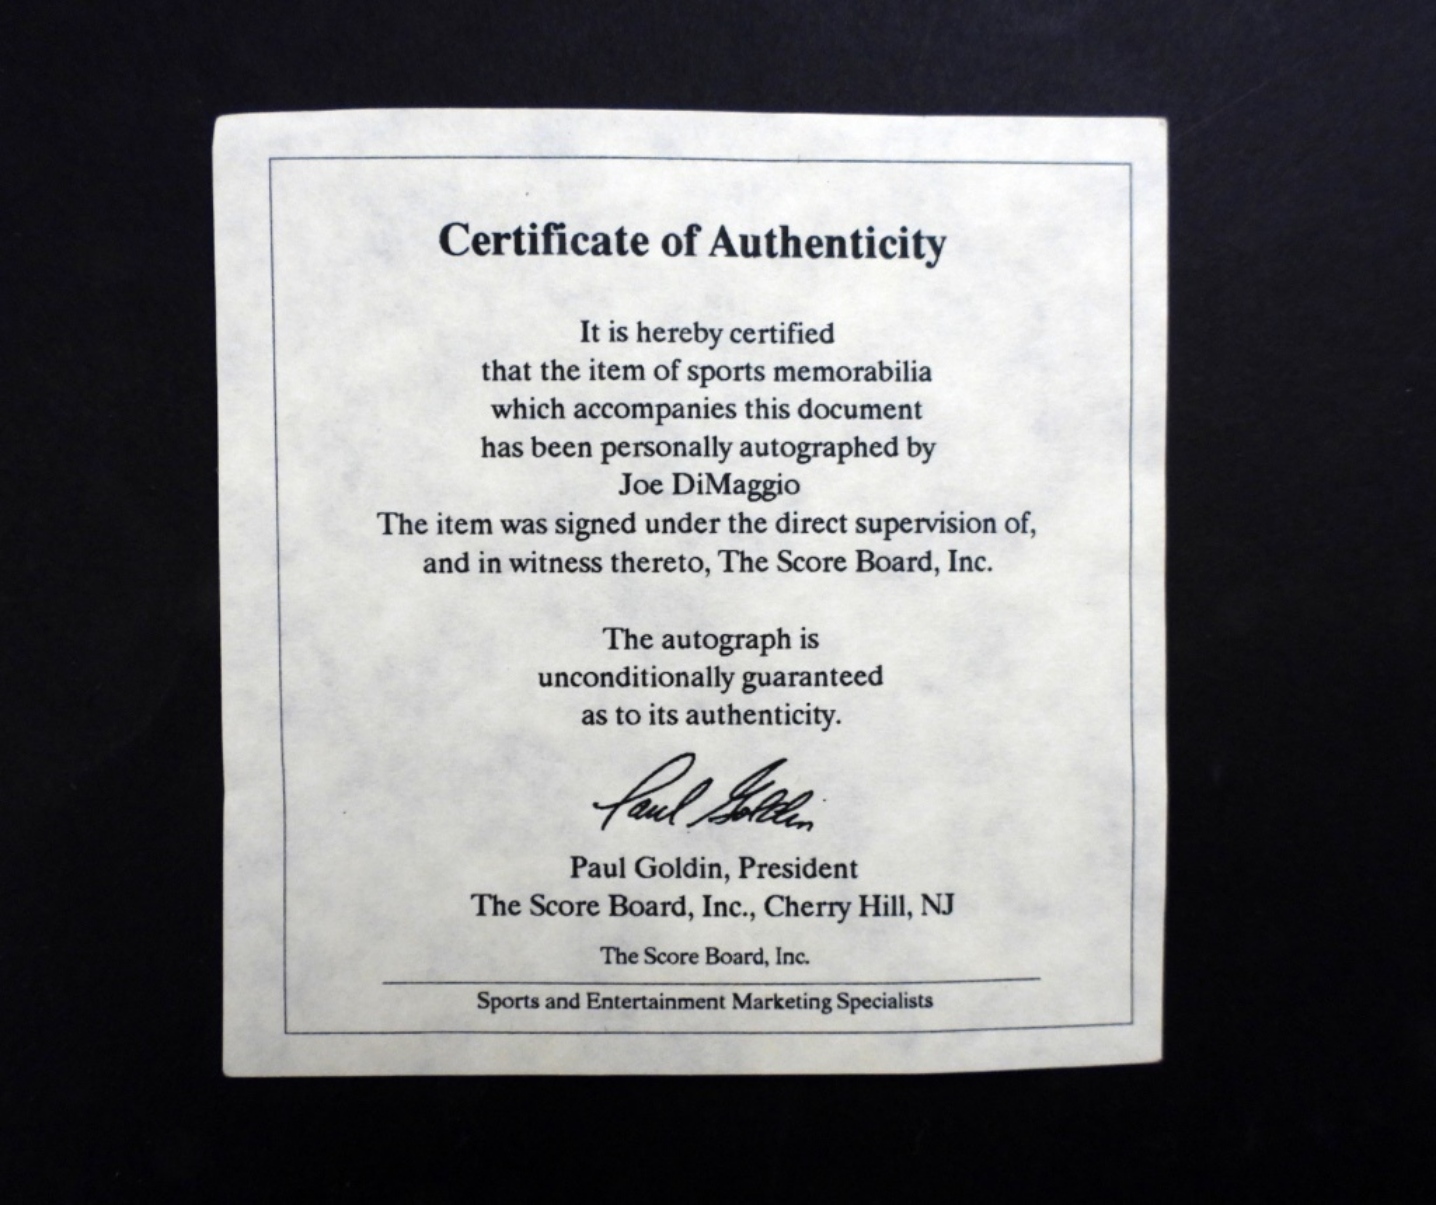 Certificate of Authenticity
It is hereby certified
that the item of sports memorabilia
which accompanies this document
has been personally autographed by
Joe DiMaggio
The item was signed under the direct supervision of,
and in witness thereto, The Score Board, Inc.
The autograph is
unconditionally guaranteed
as to its authenticity.
Paul Goldin
Paul Goldin, President
The Score Board, Inc., Cherry Hill, NJ
The Score Board, Inc.
Sports and Entertainment Marketing Specialists